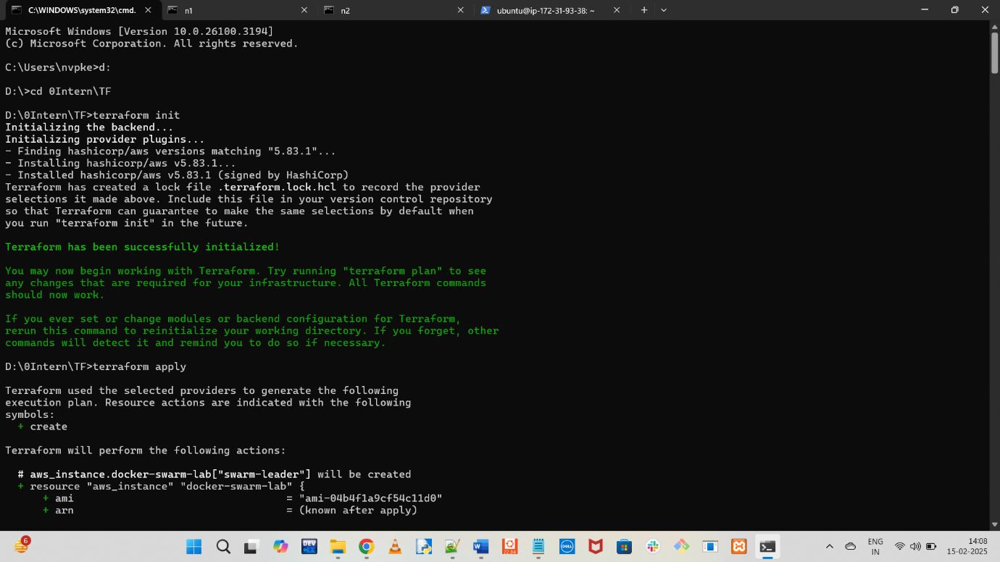 C:\WINDOWS\system32\cmd.
n1
n2
ubuntu@ip-172-31-93-38: ~
Microsoft Windows [Version 10.0.26100.3194]
(c) Microsoft Corporation. All rights reserved.
C:\Users\nvpke>d:
D:\>cd 0Intern\TF
D:\0Intern\TF>terraform init
Initializing the backend...
Initializing provider plugins...
- Finding hashicorp/aws versions matching "5.83.1"...
- Installing hashicorp/aws v5.83.1...
- Installed hashicorp/aws v5.83.1 (signed by HashiCorp)
Terraform has created a lock file .terraform.lock.hcl to record the provider
selections it made above. Include this file in your version control repository
so that Terraform can guarantee to make the same selections by default when
you run "terraform init" in the future.
Terraform has been successfully initialized!
You may now begin working with Terraform. Try running "terraform plan" to see
any changes that are required for your infrastructure. All Terraform commands
should now work.
If you ever set or change modules or backend configuration for Terraform,
rerun this command to reinitialize your working directory. If you forget, other
commands will detect it and remind you to do so if necessary.
D:\0Intern\TF>terraform apply
Terraform used the selected providers to generate the following
execution plan. Resource actions are indicated with the following
symbols:
+ create
Terraform will perform the following actions:
# aws_instance.docker-swarm-lab["swarm-leader"] will be created
+ resource "aws_instance" "docker-swarm-lab" {
+ ami = "ami-04b4f1a9cf54c11d0"
+ arn = (known after apply)
6
DEV
22.04
DELL
ENG
IN
14:08
15-02-2025